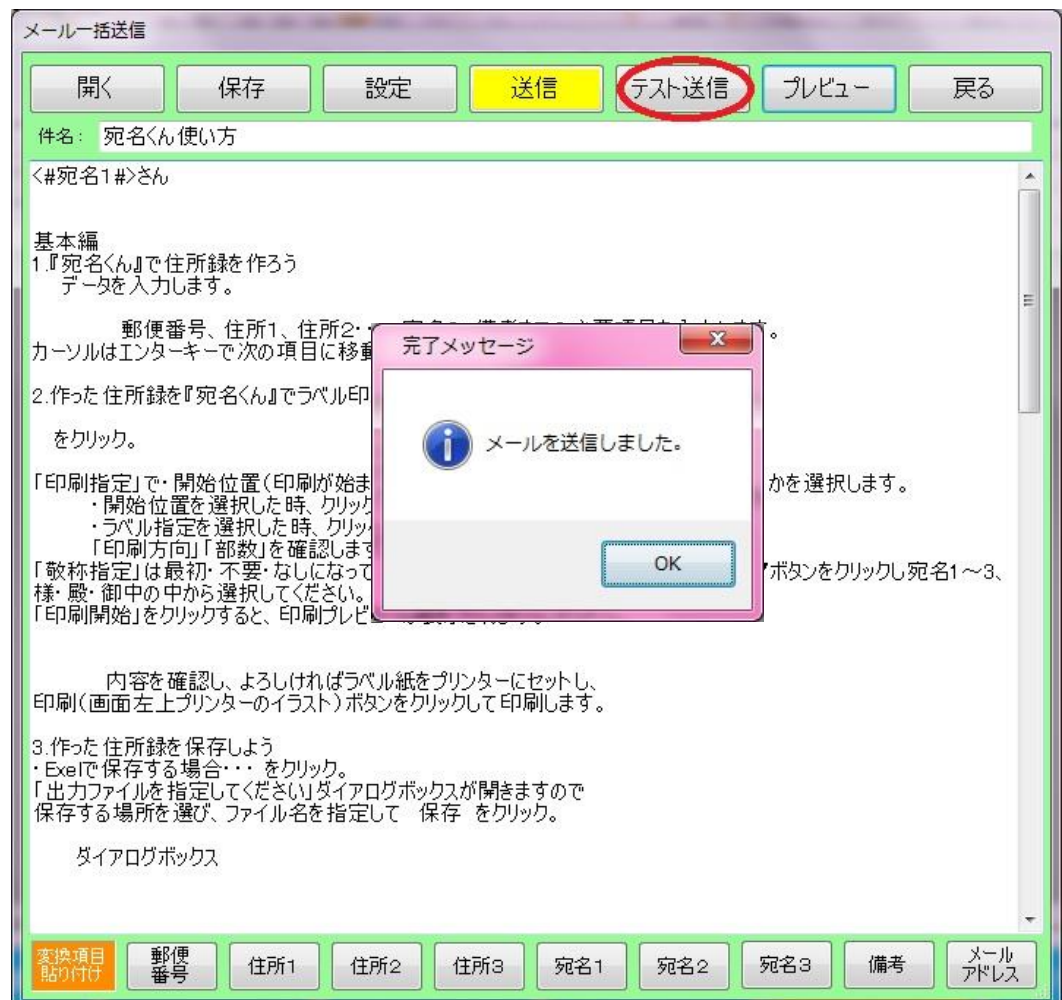 メール一括送信
開く 保存 設定 送信 テスト送信 プレビュー 戻る
件名: 宛名くん使い方
<#宛名1#>さん
基本編
1.『宛名くん』で住所録を作ろう
データを入力します。
郵便番号、住所1、住所2・
カーソルはエンターキーで次の項目に移動
2.作った住所録を『宛名くん』でラベル印
をクリック。
「印刷指定」で・開始位置(印刷が始ま かを選択します。
・開始位置を選択した時、クリック
・ラベル指定を選択した時、クリッ
「印刷方向」「部数」を確認します
「敬称指定」は最初・不要・なしになって ボタンをクリックし宛名1～3、
様・殿・御中の中から選択してください。
「印刷開始」をクリックすると、印刷プレビュー
完了メッセージ
メールを送信しました。
OK
内容を確認し、よろしければラベル紙をプリンターにセットし、
印刷(画面左上プリンターのイラスト)ボタンをクリックして印刷します。
3.作った住所録を保存しよう
・Exelで保存する場合・・・ をクリック。
「出力ファイルを指定してください」ダイアログボックスが開きますので
保存する場所を選び、ファイル名を指定して 保存 をクリック。
ダイアログボックス
変換項目
貼り付け
郵便
番号
住所1 住所2 住所3 宛名1 宛名2 宛名3 備考
メール
アドレス